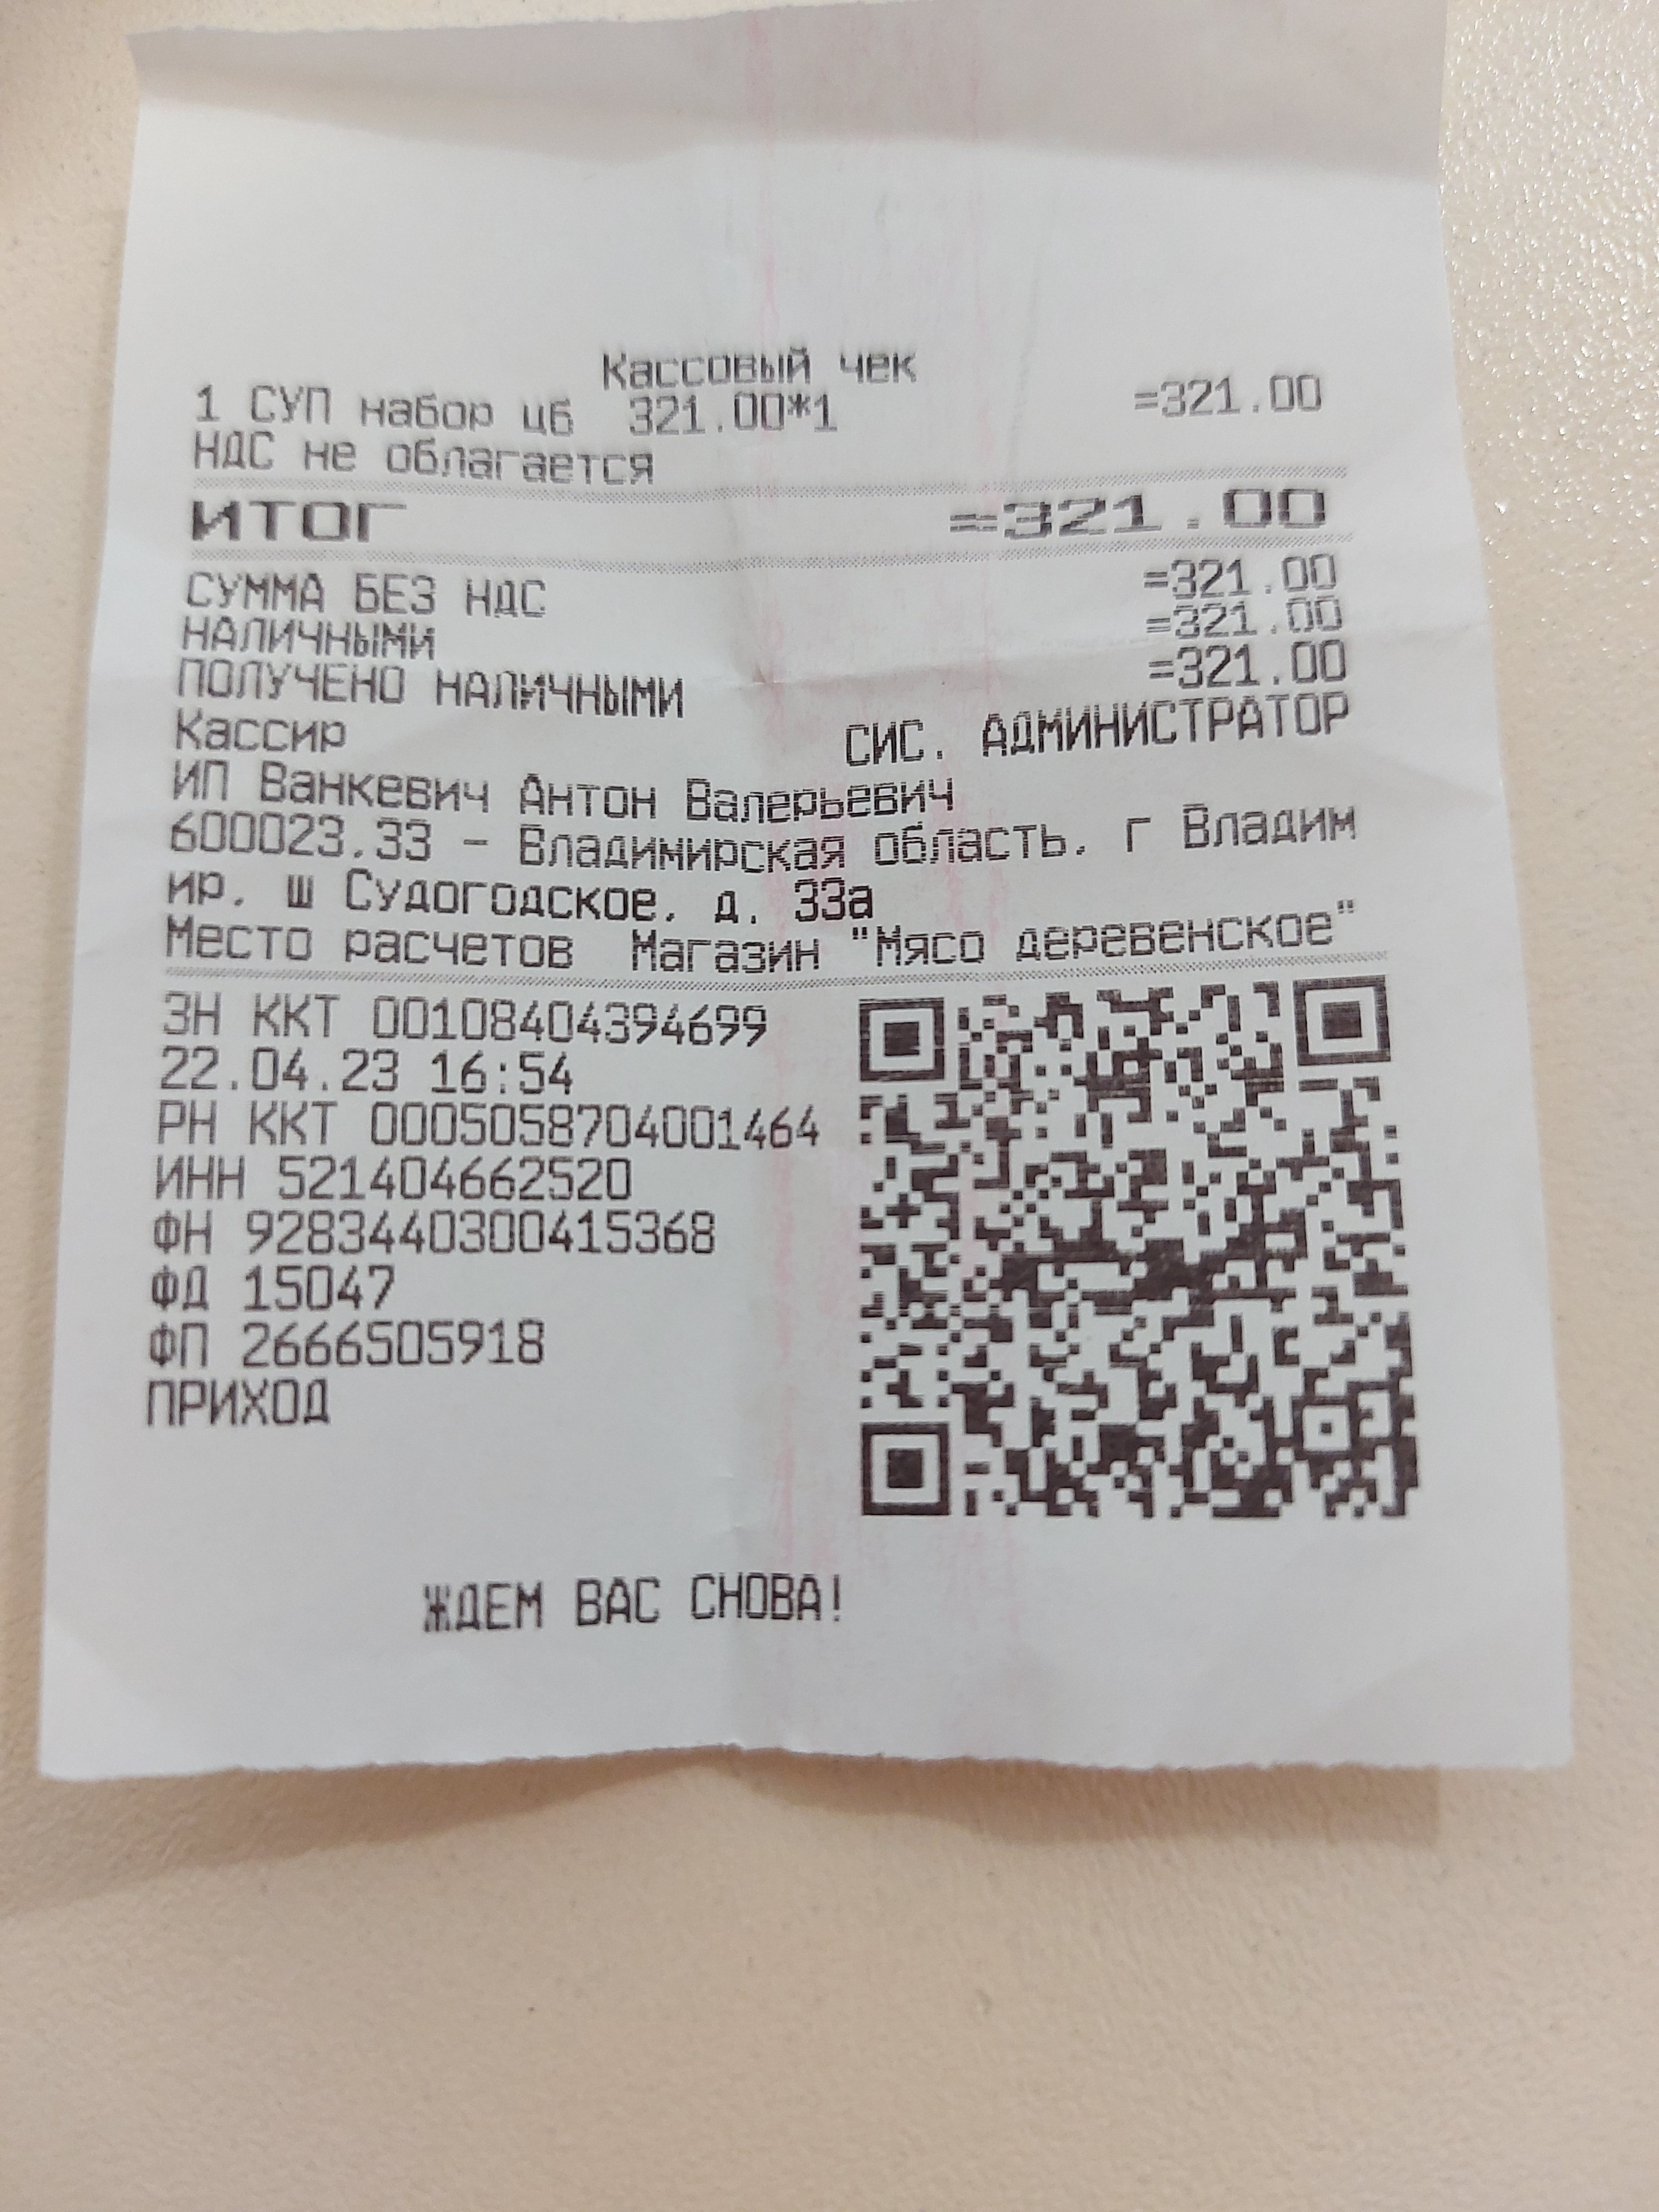 Кассовый чек
1 СУП набор цб 321.00*1 =321.00
НДС не облагается
ИТОГ =321.00
СУММА БЕЗ НДС =321.00
НАЛИЧНЫМИ =321.00
ПОЛУЧЕНО НАЛИЧНЫМИ =321.00
Кассир СИС. АДМИНИСТРАТОР
ИП Ванкевич Антон Валерьевич
600023,33 - Владимирская область, г Владим
ир, ш Судогодское, д. 33а
Место расчетов Магазин "Мясо деревенское"
ЗН ККТ 00108404394699
22.04.23 16:54
РН ККТ 0005058704001464
ИНН 521404662520
ФН 9283440300415368
ФД 15047
ФП 2666505918
ПРИХОД
ЖДЕМ ВАС СНОВА!